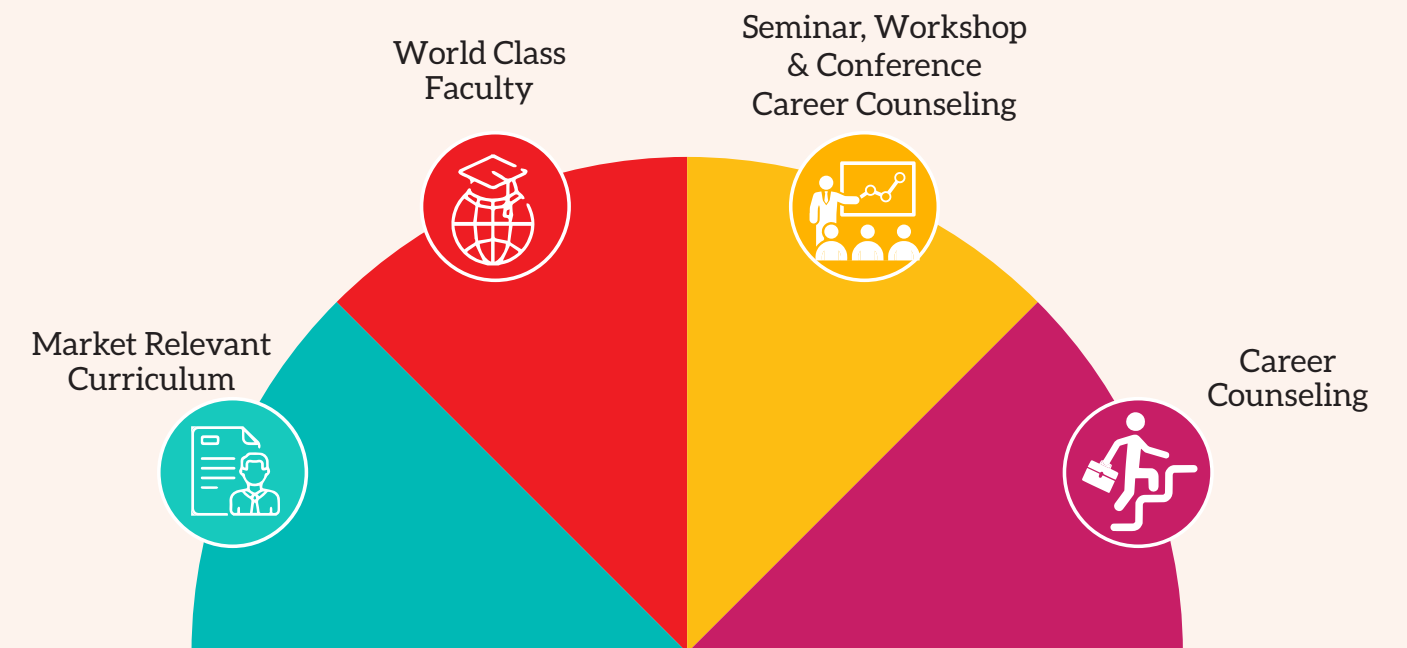 World Class
Faculty
Seminar, Workshop
& Conference
Career Counseling
Market Relevant
Curriculum
Career
Counseling